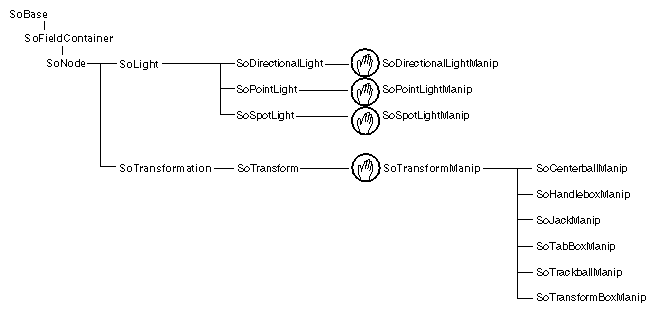 SoBase
SoFieldContainer
SoNode SoLight SoDirectionalLight SoDirectionalLightManip
SoPointLight SoPointLightManip
SoSpotLight SoSpotLightManip
SoTransformation SoTransform SoTransformManip SoCenterballManip
SoHandleboxManip
SoJackManip
SoTabBoxManip
SoTrackballManip
SoTransformBoxManip